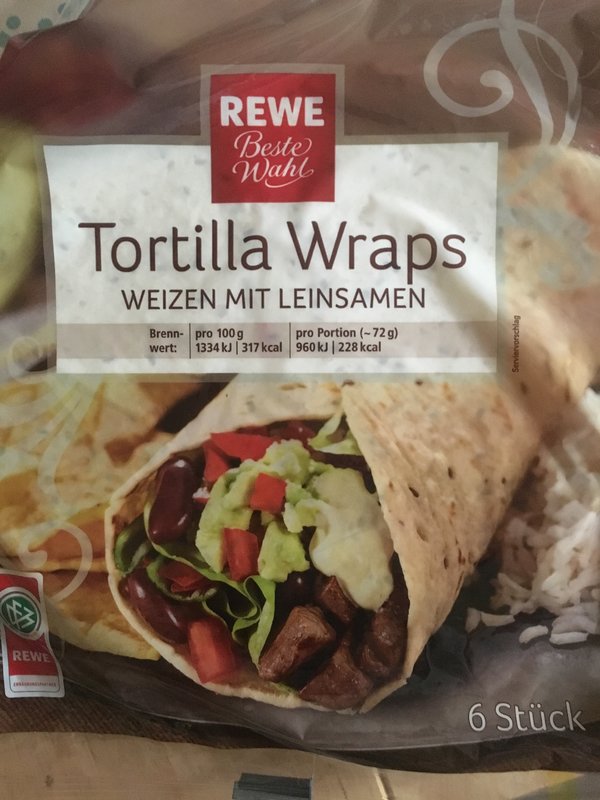 REWE
Beste
Wahl
Tortilla Wraps
WEIZEN MIT LEINSAMEN
Brenn- pro 100 g pro Portion (~ 72 g)
wert: 1334 kJ | 317 kcal 960 kJ | 228 kcal
Serviervorschlag
REWE
ERNÄHRUNGSPARTNER
6 Stück